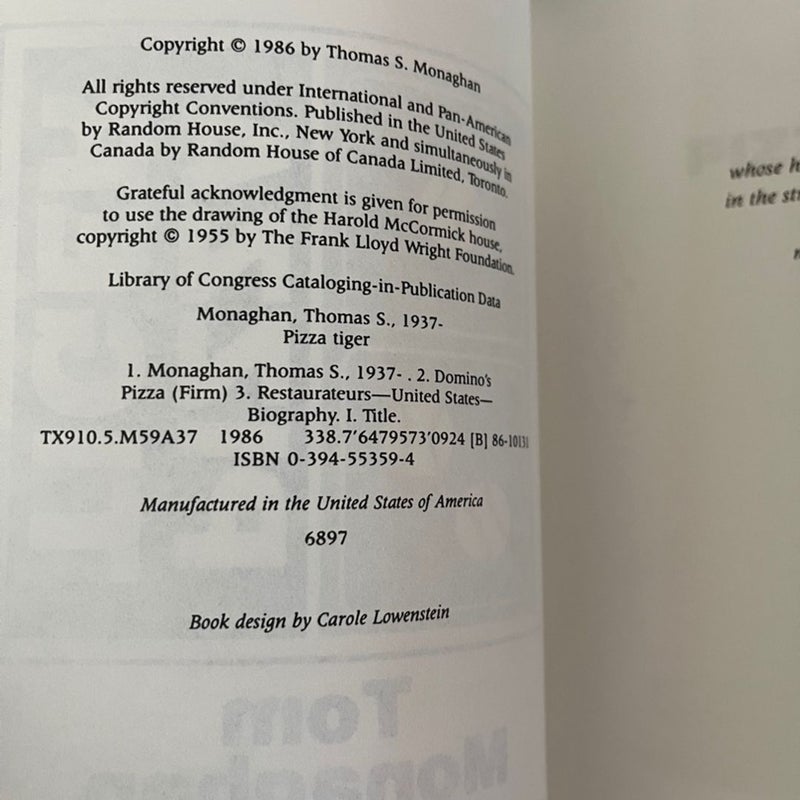 Copyright © 1986 by Thomas S. Monaghan
All rights reserved under International and Pan-American
Copyright Conventions. Published in the United States
by Random House, Inc., New York and simultaneously in
Canada by Random House of Canada Limited, Toronto.
Grateful acknowledgment is given for permission
to use the drawing of the Harold McCormick house,
copyright © 1955 by The Frank Lloyd Wright Foundation.
Library of Congress Cataloging-in-Publication Data
Monaghan, Thomas S., 1937-
Pizza tiger
1. Monaghan, Thomas S., 1937- . 2. Domino's
Pizza (Firm) 3. Restaurateurs—United States—
Biography. I. Title.
TX910.5.M59A37 1986 338.7'6479573'0924 [B] 86-10131
ISBN 0-394-55359-4
Manufactured in the United States of America
6897
Book design by Carole Lowenstein
Tom
Monaghan
whose
in the